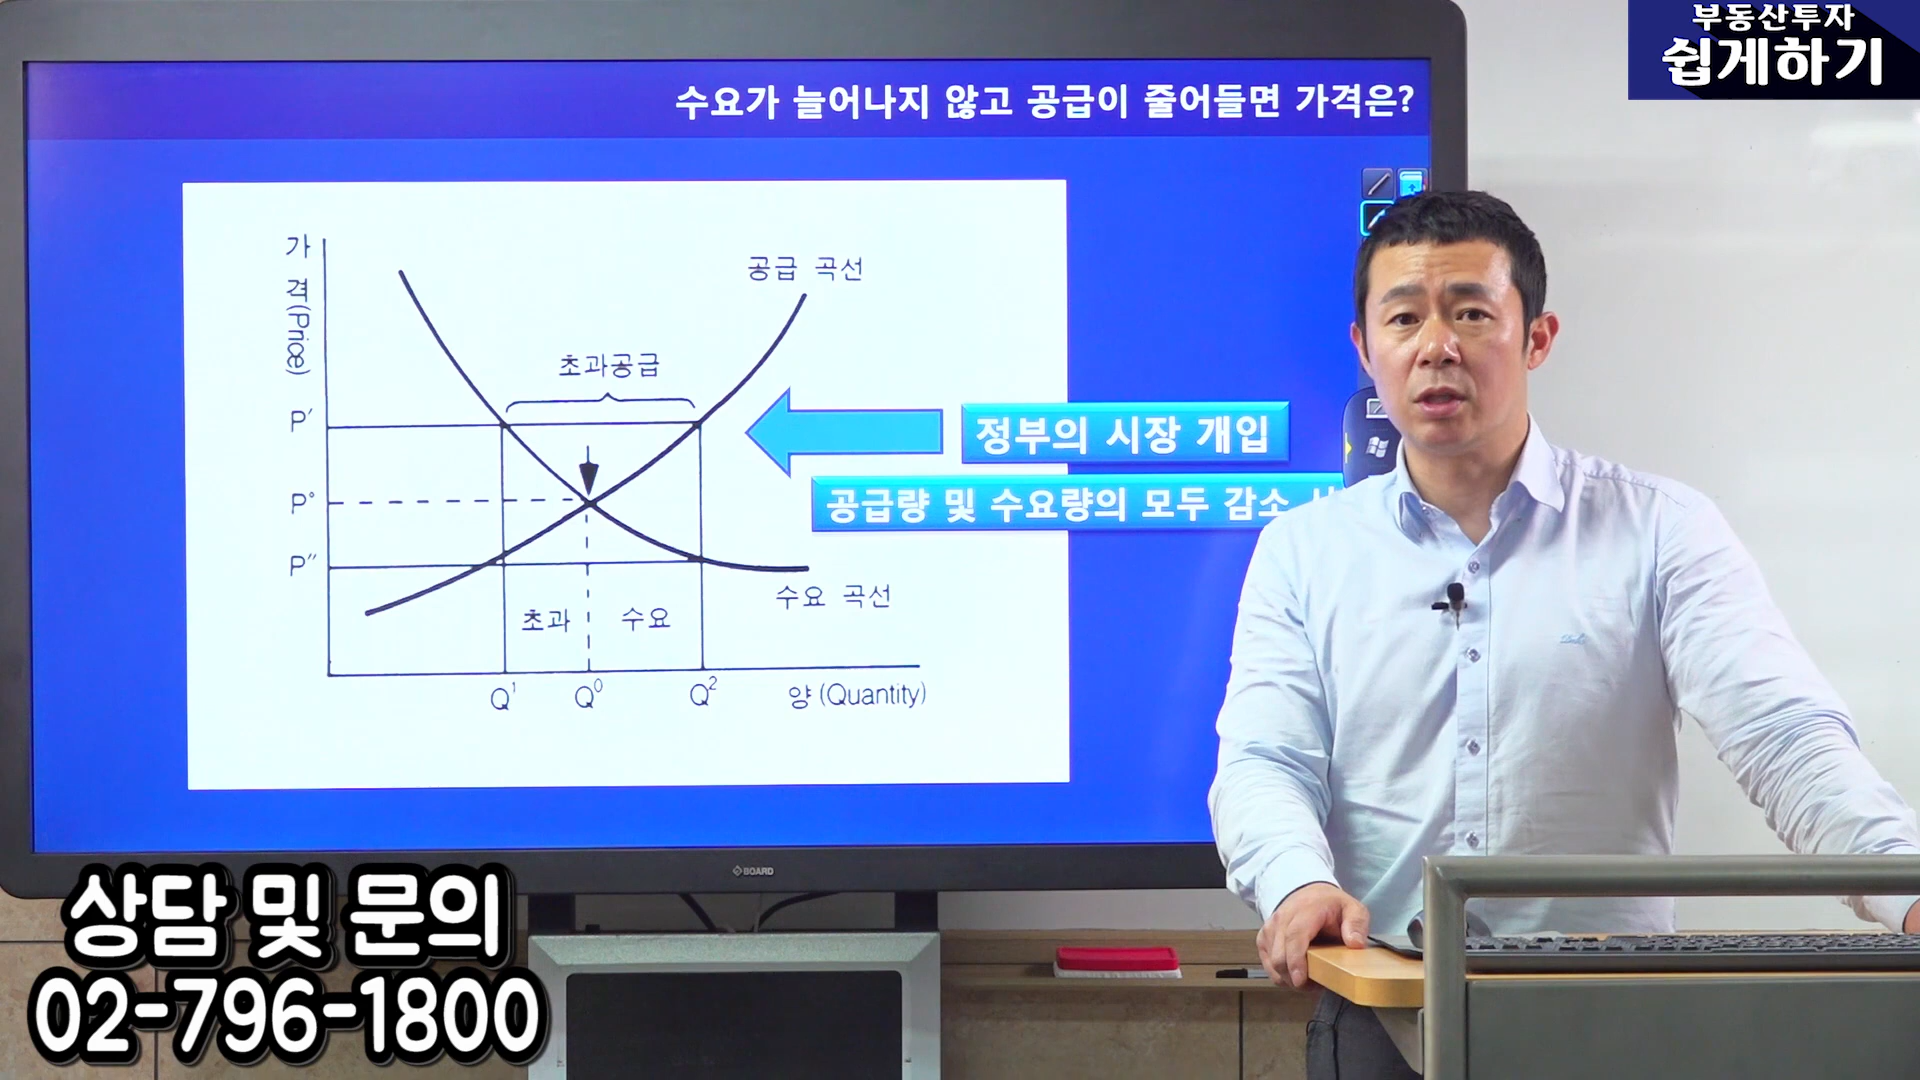 부동산투자
쉽게하기
수요가 늘어나지 않고 공급이 줄어들면 가격은?
가격(Price)
공급 곡선
초과공급
P'
정부의 시장 개입
P°
공급량 및 수요량의 모두 감소
P''
수요 곡선
초과 수요
Q¹ Q⁰ Q² 양 (Quantity)
BOARD
상담 및 문의
02-796-1800